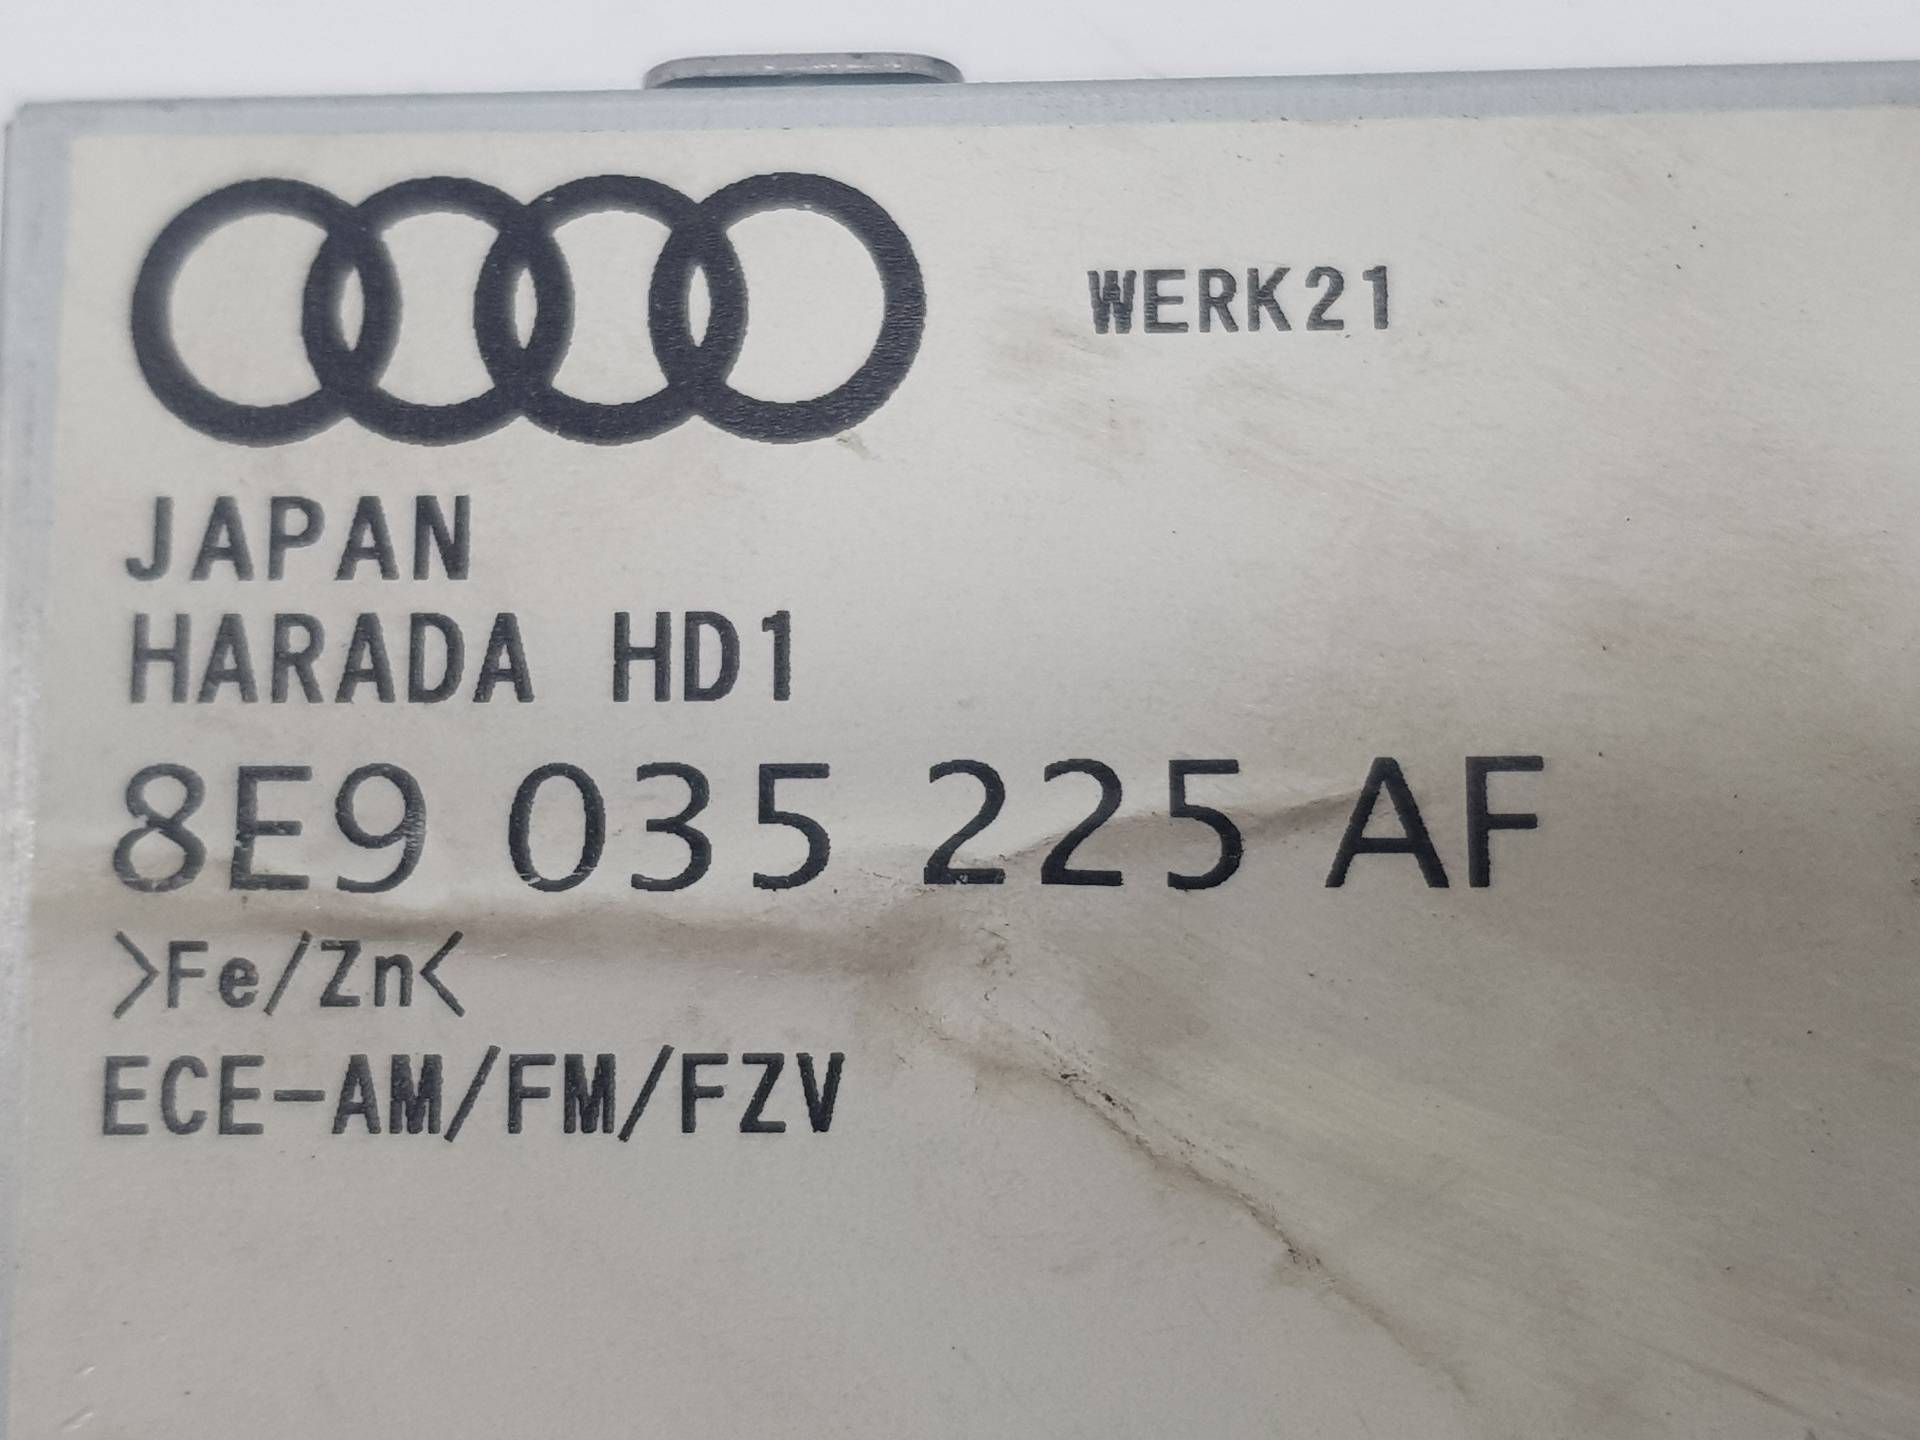 WERK21
JAPAN
HARADA HD1
8E9 035 225 AF
>Fe/Zn<
ECE-AM/FM/FZV